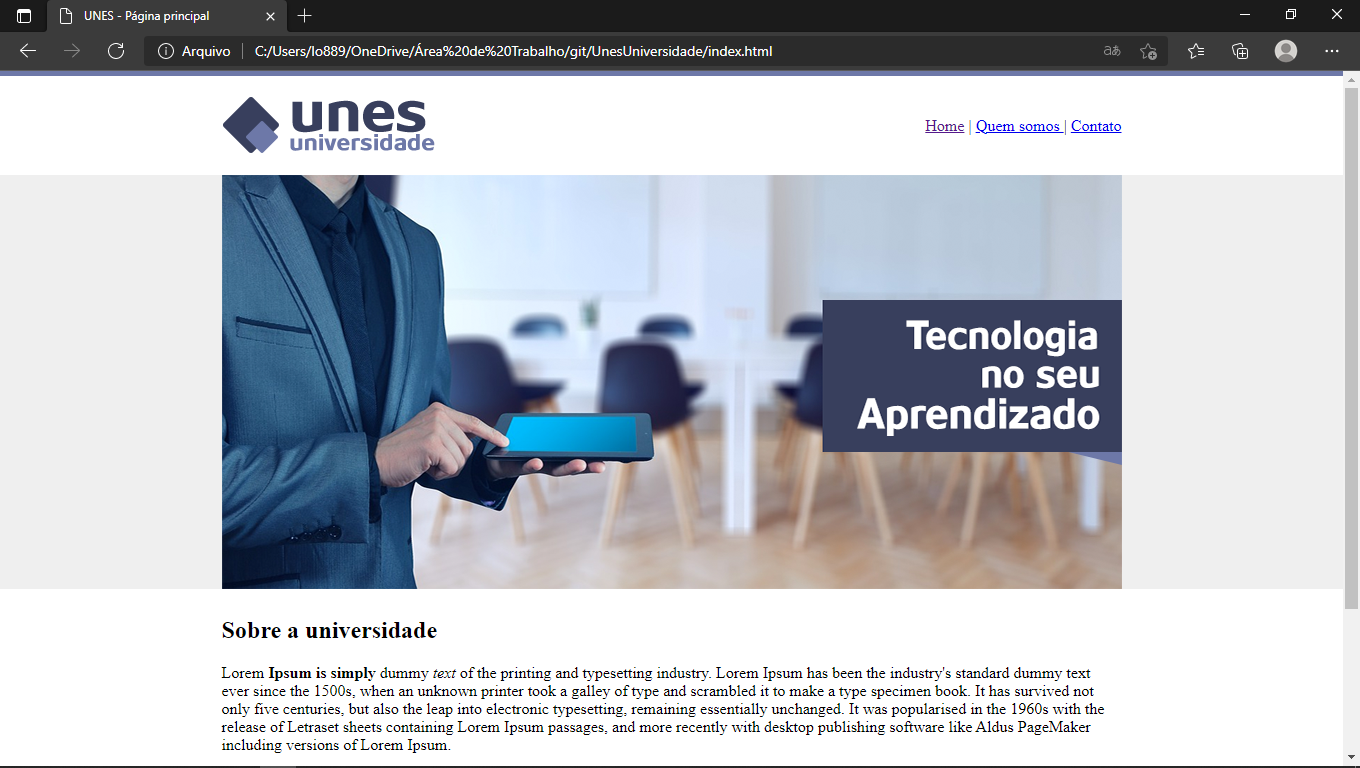 UNES - Página principal
Arquivo C:/Users/lo889/OneDrive/Área%20de%20Trabalho/git/UnesUniversidade/index.html
unes
universidade
Home | Quem somos | Contato
Tecnologia
no seu
Aprendizado
Sobre a universidade
Lorem Ipsum is simply dummy text of the printing and typesetting industry. Lorem Ipsum has been the industry's standard dummy text
ever since the 1500s, when an unknown printer took a galley of type and scrambled it to make a type specimen book. It has survived not
only five centuries, but also the leap into electronic typesetting, remaining essentially unchanged. It was popularised in the 1960s with the
release of Letraset sheets containing Lorem Ipsum passages, and more recently with desktop publishing software like Aldus PageMaker
including versions of Lorem Ipsum.